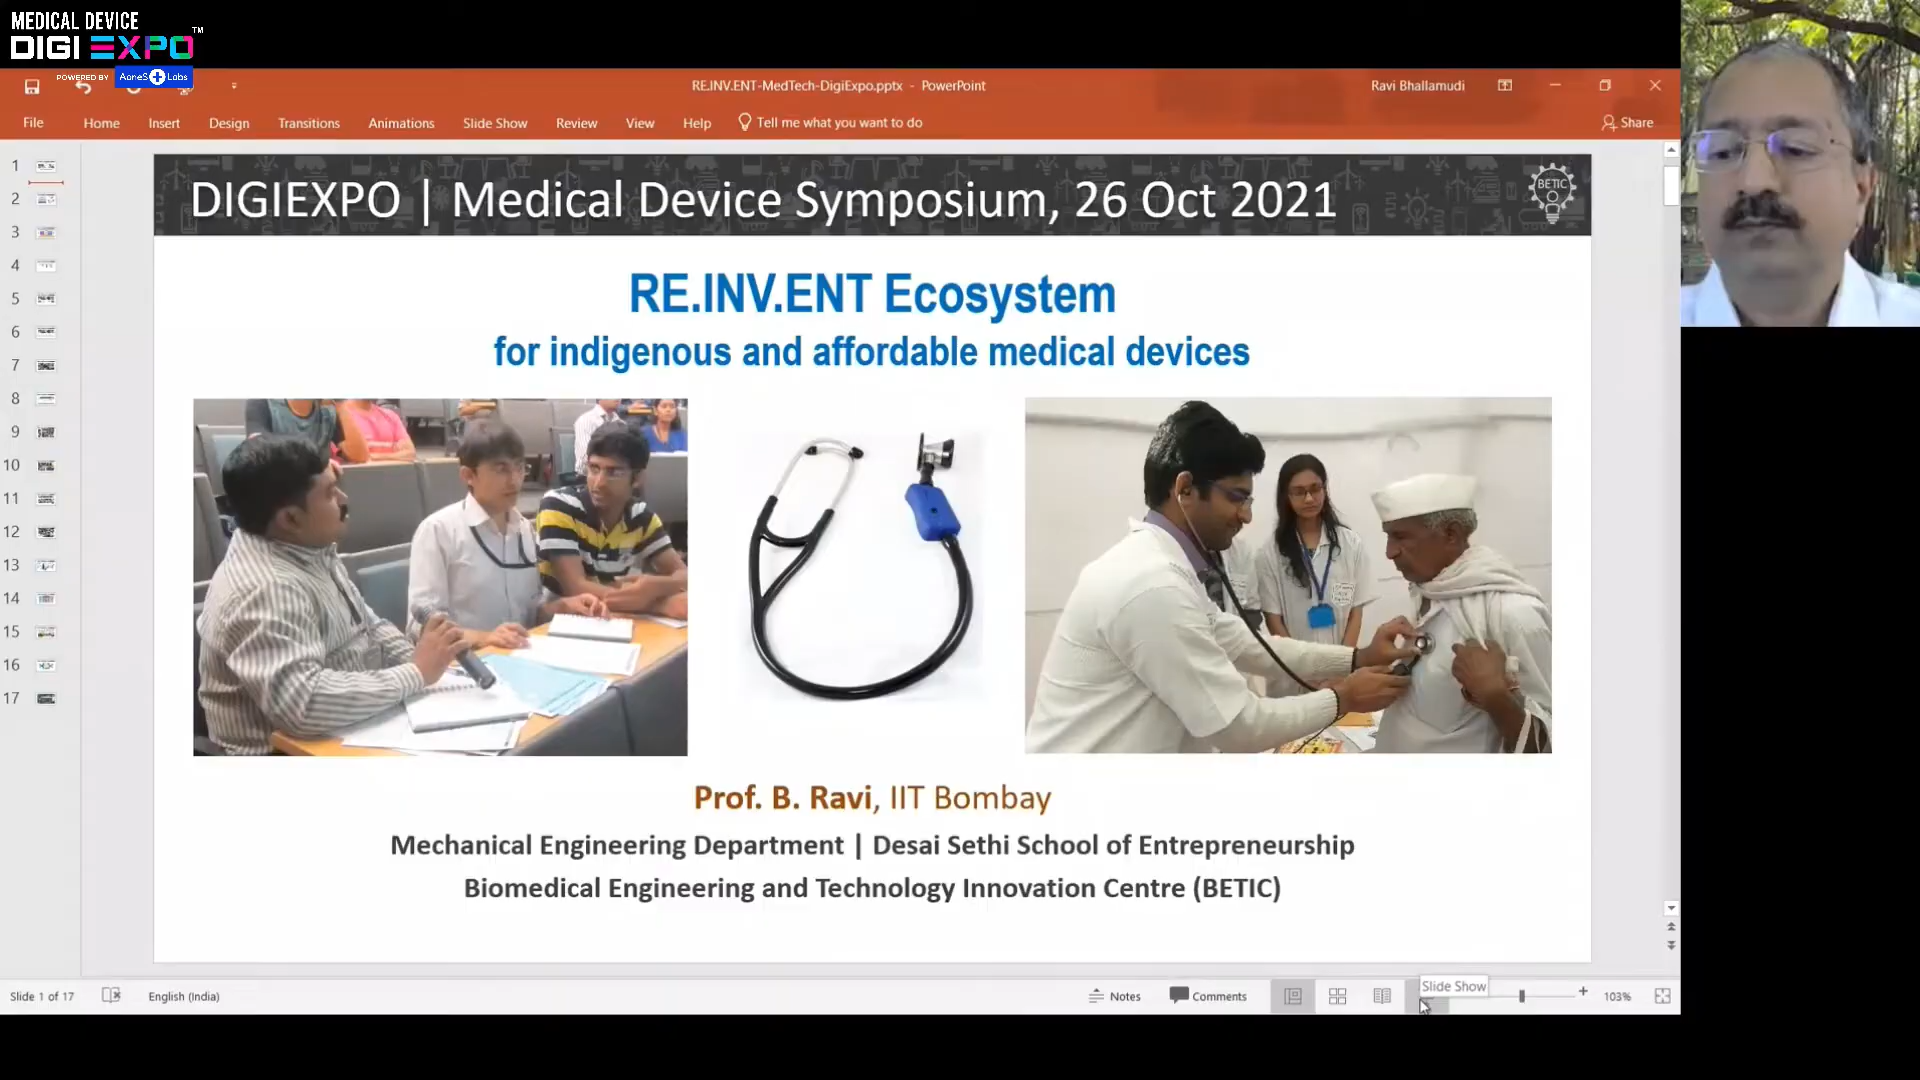 MEDICAL DEVICE
DIGI EXPO™
POWERED BY AoneS Labs
RE.INV.ENT-MedTech-DigiExpo.pptx - PowerPoint
Ravi Bhallamudi
File Home Insert Design Transitions Animations Slide Show Review View Help Tell me what you want to do Share
DIGIEXPO | Medical Device Symposium, 26 Oct 2021
BETIC
RE.INV.ENT Ecosystem
for indigenous and affordable medical devices
Prof. B. Ravi, IIT Bombay
Mechanical Engineering Department | Desai Sethi School of Entrepreneurship
Biomedical Engineering and Technology Innovation Centre (BETIC)
1
2
3
4
5
6
7
8
9
10
11
12
13
14
15
16
17
Slide 1 of 17 English (India) Notes Comments Slide Show 103%